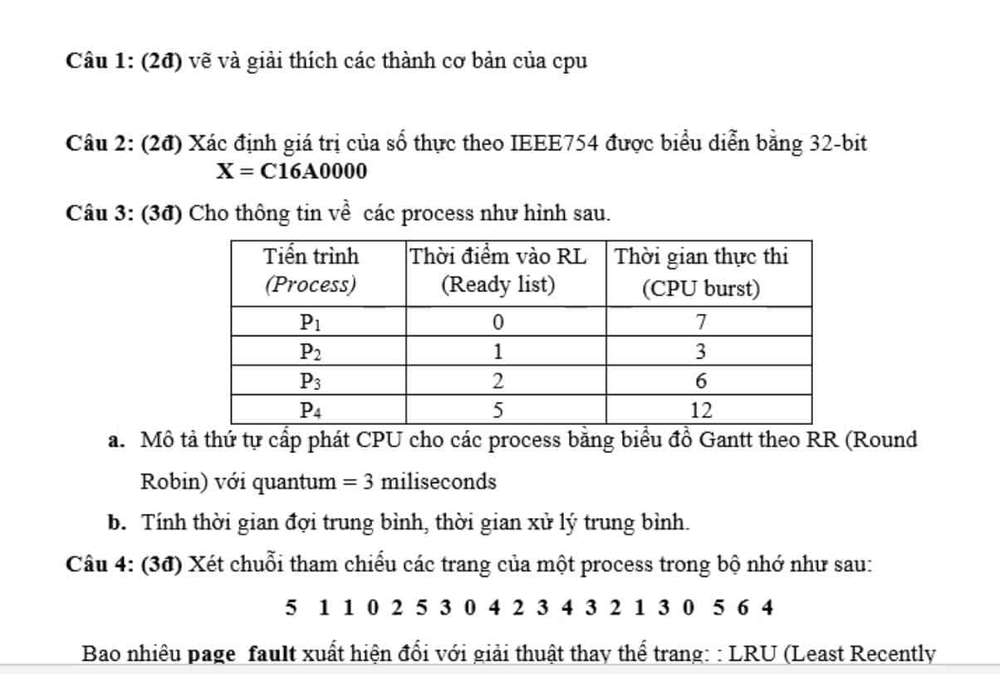 Câu 1: (2đ) vẽ và giải thích các thành cơ bản của cpu
Câu 2: (2đ) Xác định giá trị của số thực theo IEEE754 được biểu diễn bằng 32-bit
X = C16A0000
Câu 3: (3đ) Cho thông tin về các process như hình sau.
Tiến trình (Process) Thời điểm vào RL (Ready list) Thời gian thực thi (CPU burst)
P1 0 7
P2 1 3
P3 2 6
P4 5 12
a. Mô tả thứ tự cấp phát CPU cho các process bằng biểu đồ Gantt theo RR (Round
Robin) với quantum = 3 miliseconds
b. Tính thời gian đợi trung bình, thời gian xử lý trung bình.
Câu 4: (3đ) Xét chuỗi tham chiếu các trang của một process trong bộ nhớ như sau:
5 1 1 0 2 5 3 0 4 2 3 4 3 2 1 3 0 5 6 4
Bao nhiêu page fault xuất hiện đối với giải thuật thay thế trang: : LRU (Least Recently